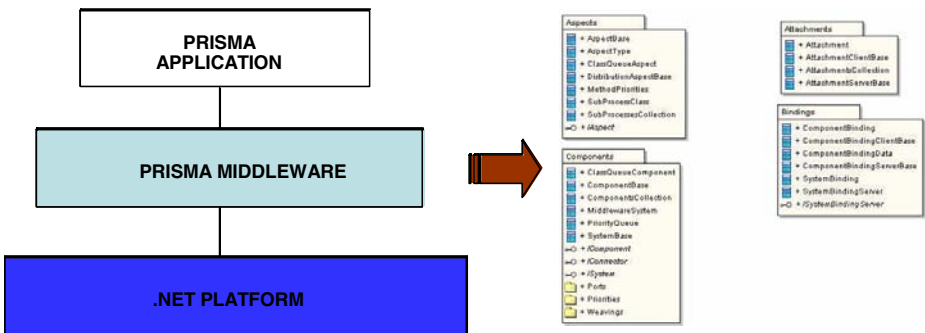 PRISMA
APPLICATION
PRISMA MIDDLEWARE
.NET PLATFORM
Aspects
+ AspectBase
+ AspectType
+ ClassQueueAspect
+ DistributionAspectBase
+ MethodPriorities
+ SubProcessClass
+ SubProcessesCollection
+ IAspect
Components
+ ClassQueueComponent
+ ComponentBase
+ ComponentsCollection
+ MiddlewareSystem
+ PriorityQueue
+ SystemBase
+ IComponent
+ IConnector
+ ISystem
+ Ports
+ Priorities
+ Weavings
Attachments
+ Attachment
+ AttachmentClientBase
+ AttachmentsCollection
+ AttachmentServerBase
Bindings
+ ComponentBinding
+ ComponentBindingClientBase
+ ComponentBindingData
+ ComponentBindingServerBase
+ SystemBinding
+ SystemBindingServer
+ ISystemBindingServer